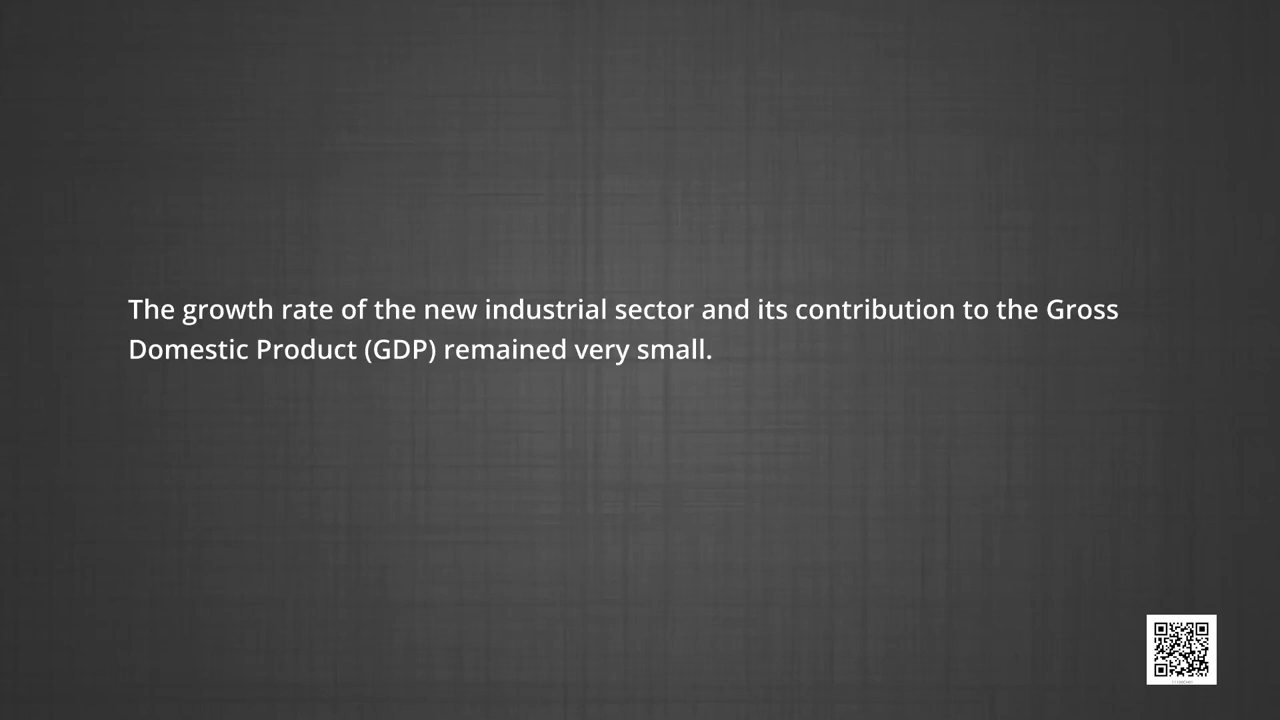 The growth rate of the new industrial sector and its contribution to the Gross
Domestic Product (GDP) remained very small.